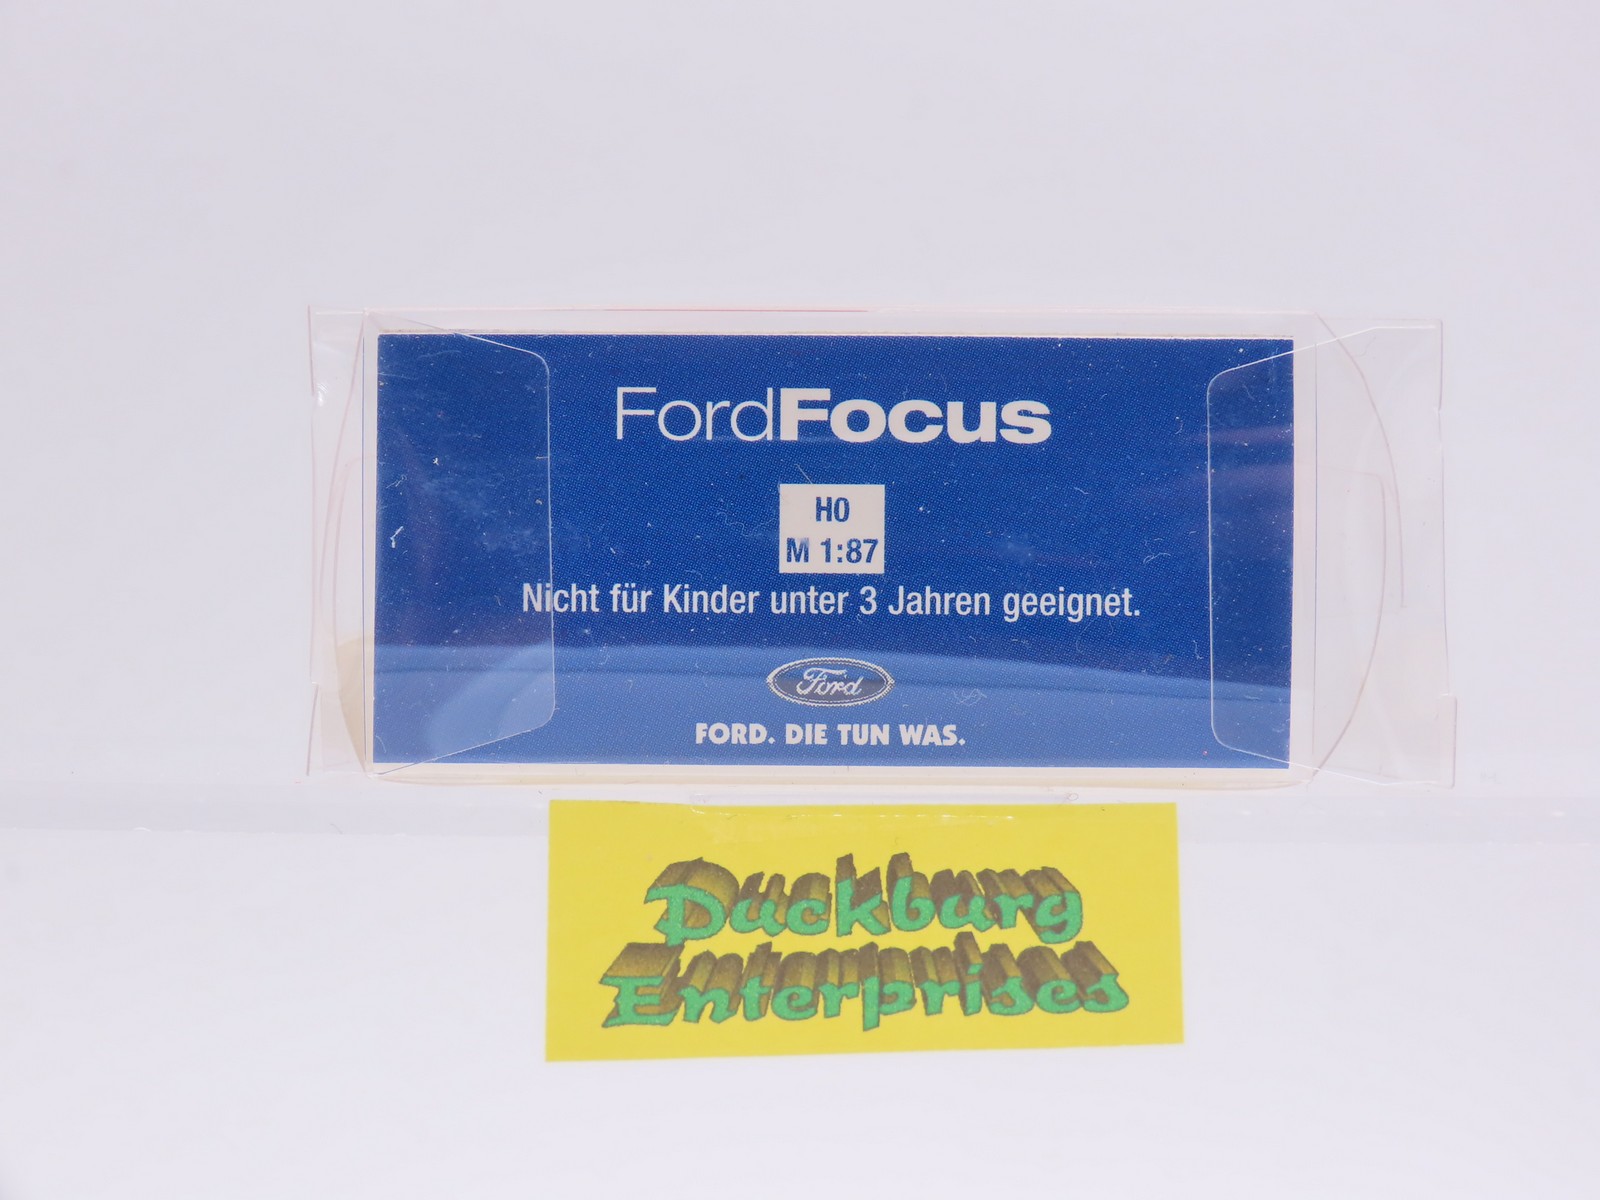 FordFocus
H0
M 1:87
Nicht für Kinder unter 3 Jahren geeignet.
Ford
FORD. DIE TUN WAS.
Duckburg
Enterprises